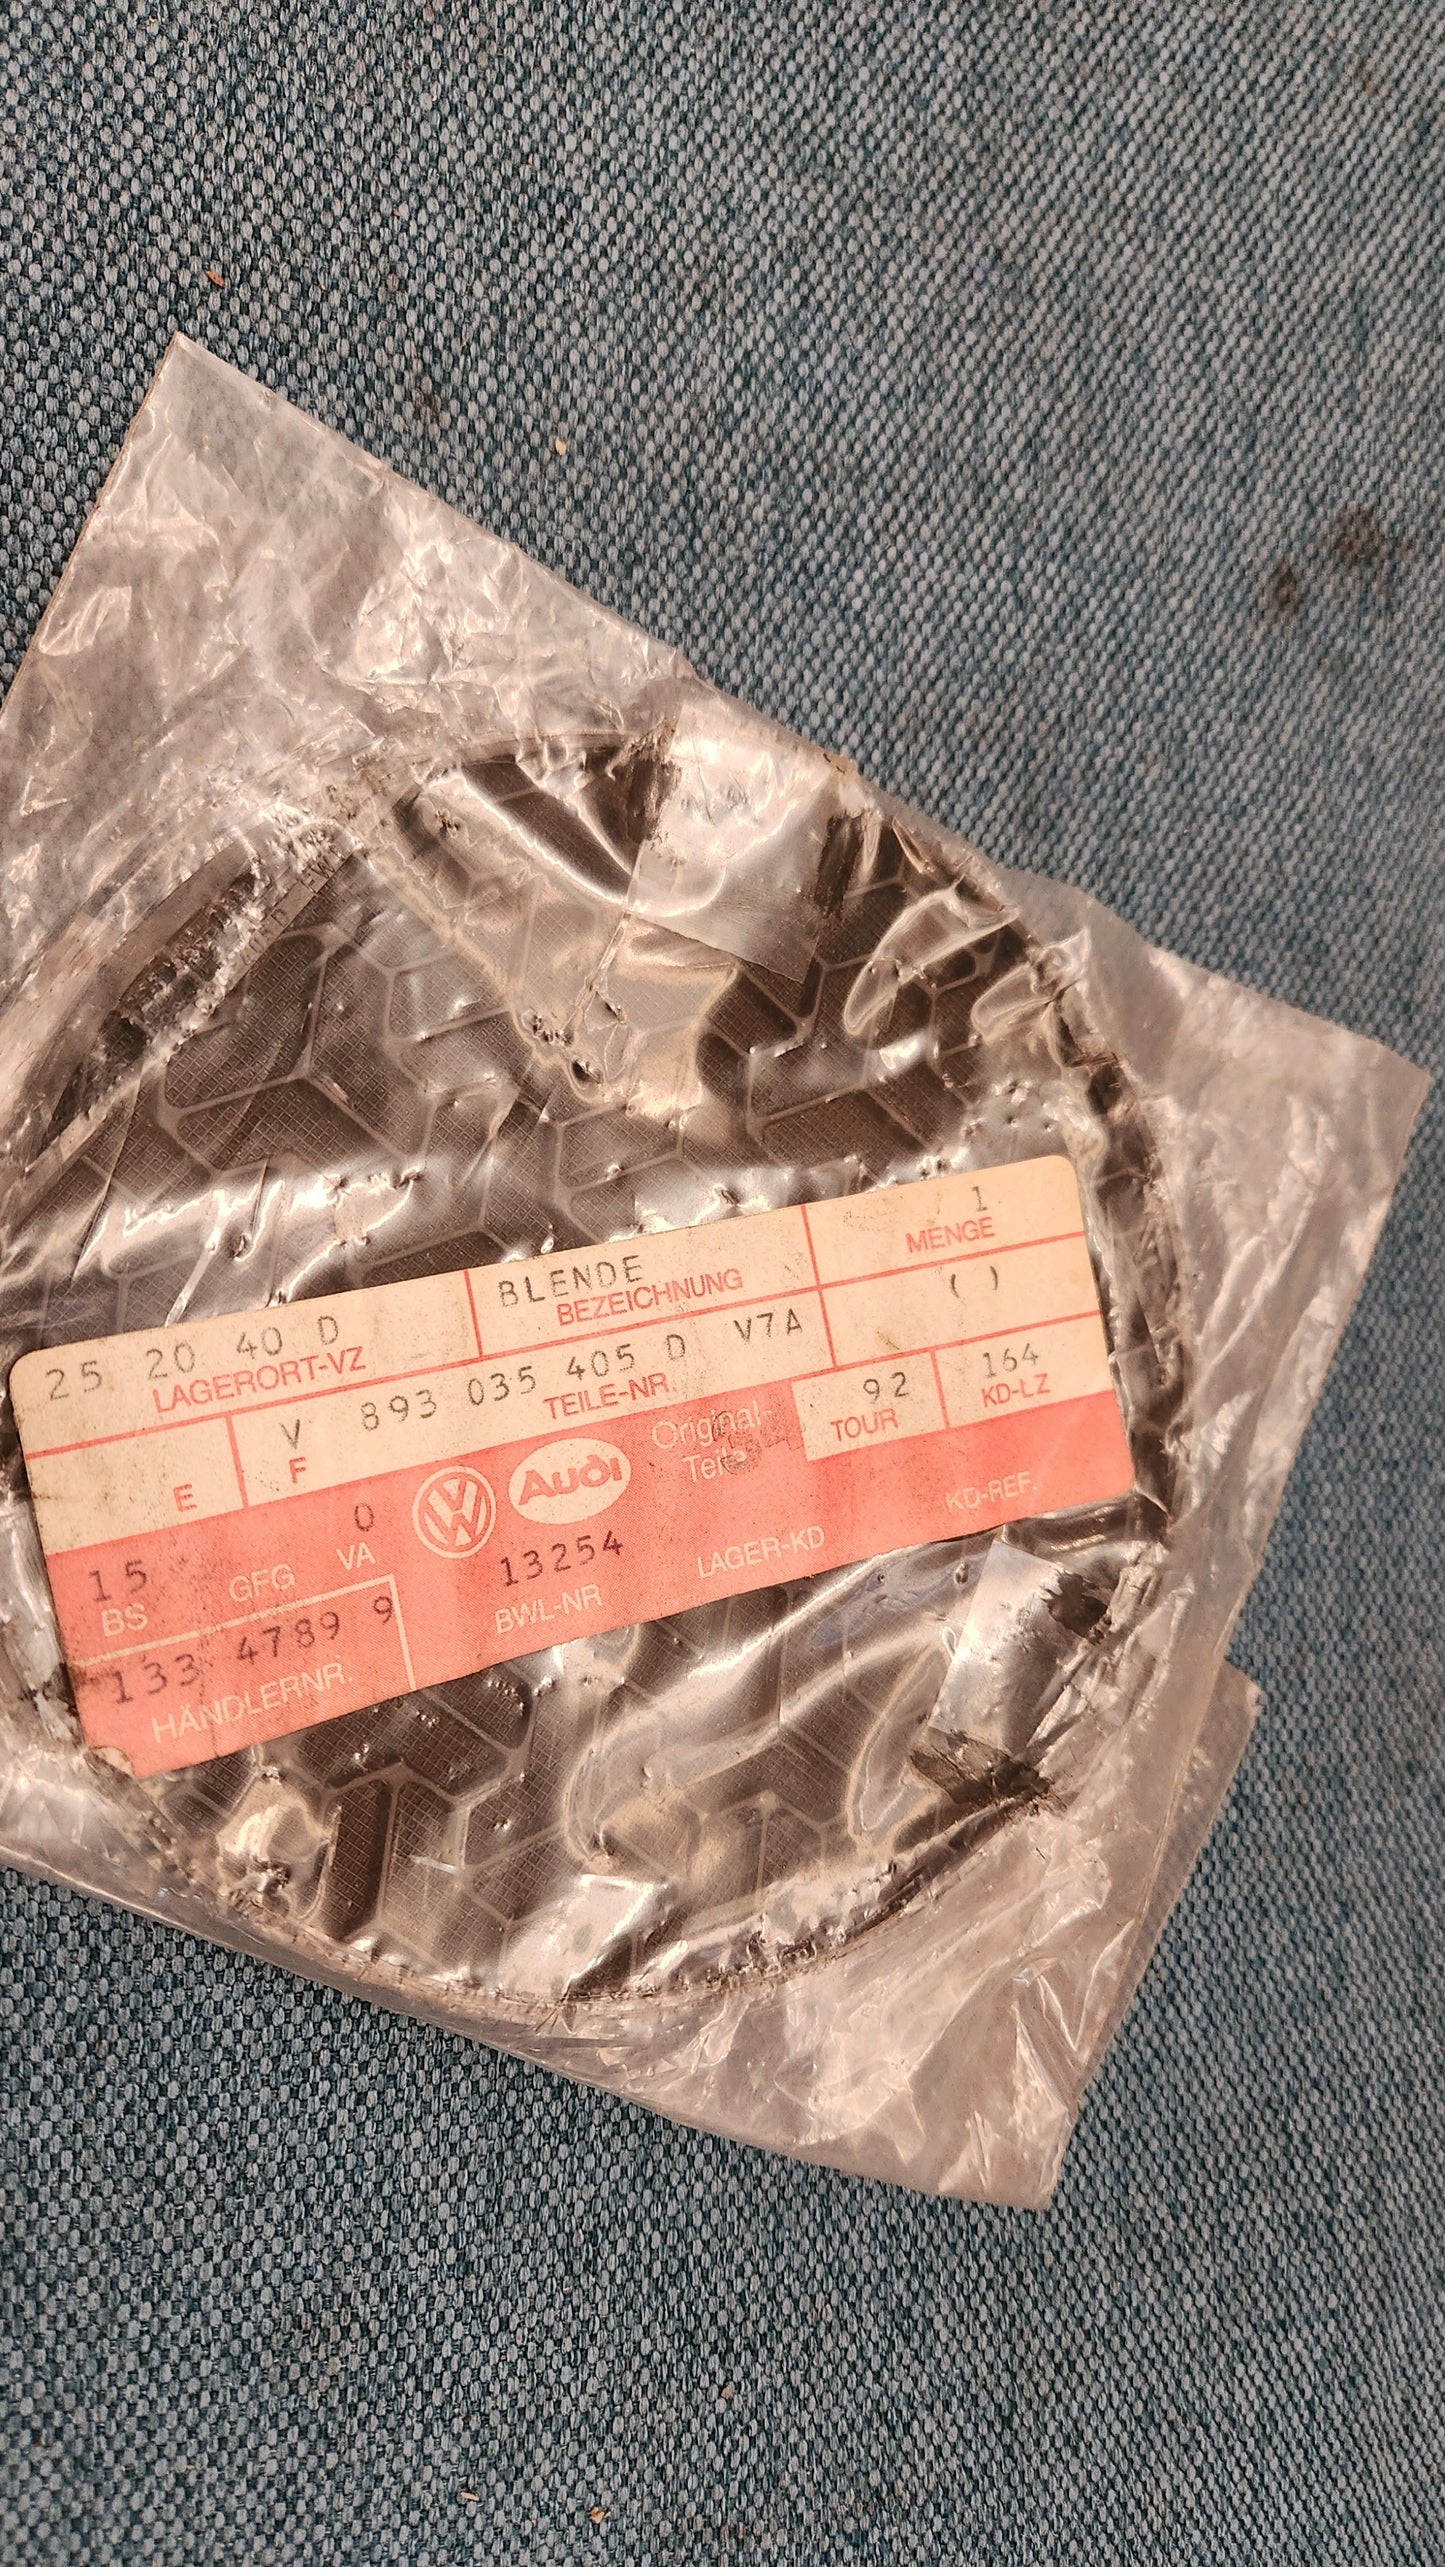 25 20 40 D
LAGERORT-VZ
BLENDE
BEZEICHNUNG
1
MENGE
E
V
F
893 035 405 D V7A
TEILE-NR.
( )
92
TOUR
164
KD-LZ
15
BS
GFG
0
VA
Audi
Original-
Teile
13254
BWL-NR
LAGER-KD
KD-REF.
133 4789 9
HÄNDLERNR.